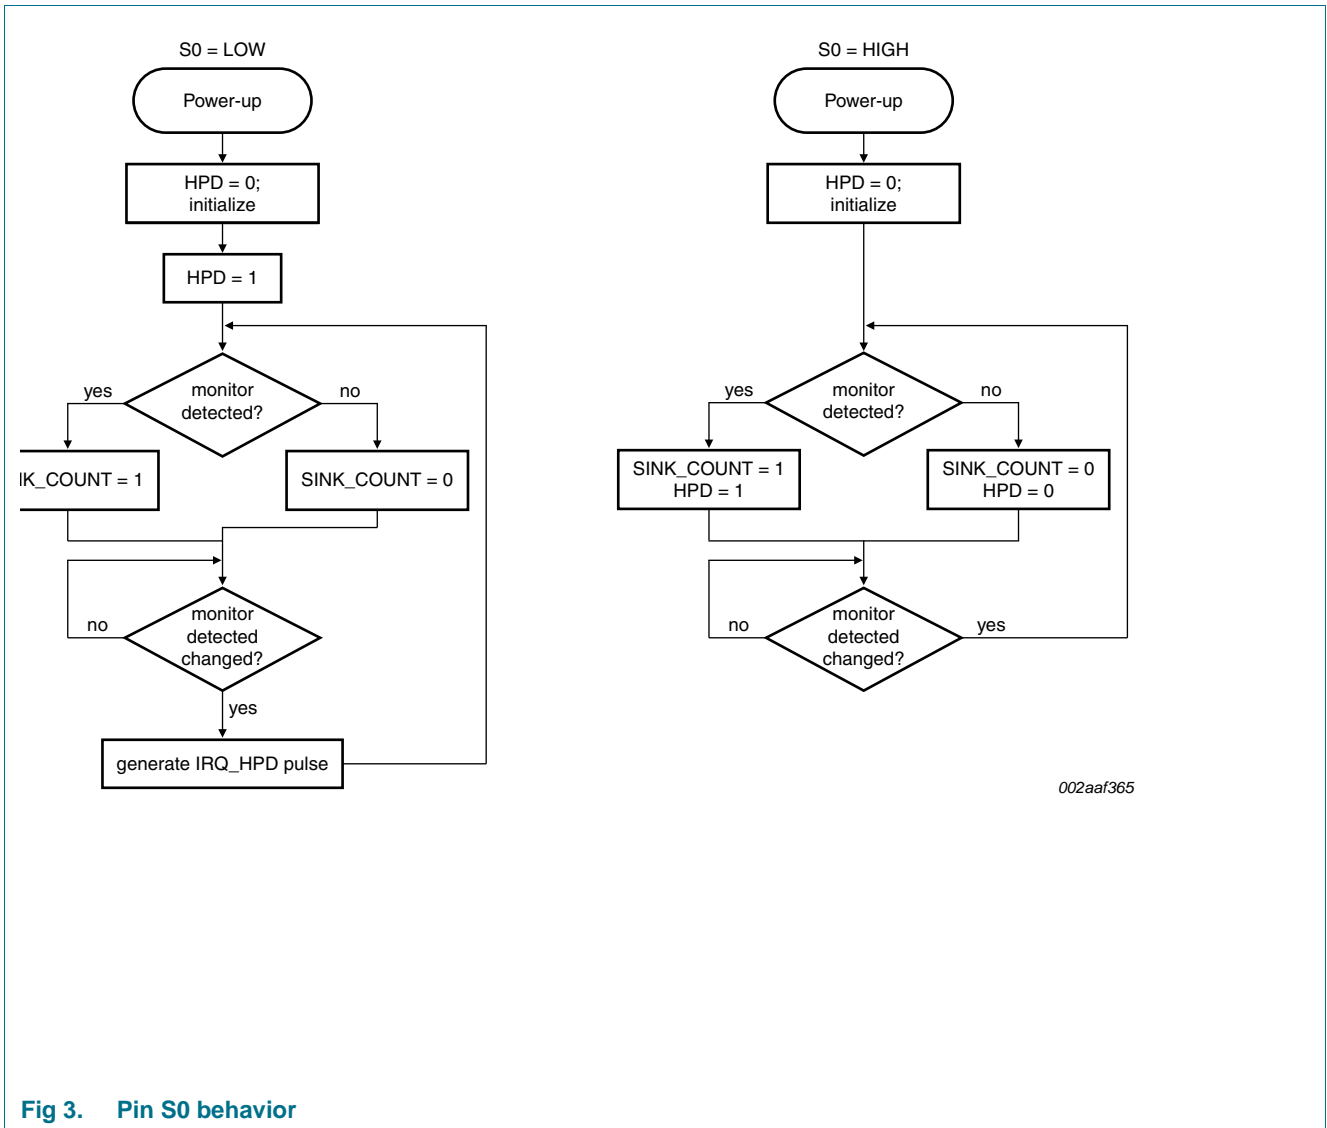 S0 = LOW
Power-up
HPD = 0;
initialize
HPD = 1
monitor
detected?
yes
no
IK_COUNT = 1
SINK_COUNT = 0
monitor
detected
changed?
no
yes
generate IRQ_HPD pulse
S0 = HIGH
Power-up
HPD = 0;
initialize
monitor
detected?
yes
no
SINK_COUNT = 1
HPD = 1
SINK_COUNT = 0
HPD = 0
monitor
detected
changed?
no
yes
002aaf365
Fig 3. Pin S0 behavior